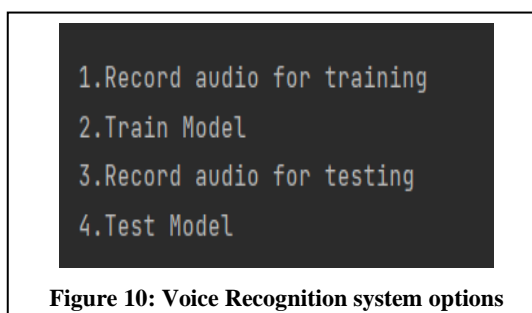 1.Record audio for training
2.Train Model
3.Record audio for testing
4.Test Model
Figure 10: Voice Recognition system options